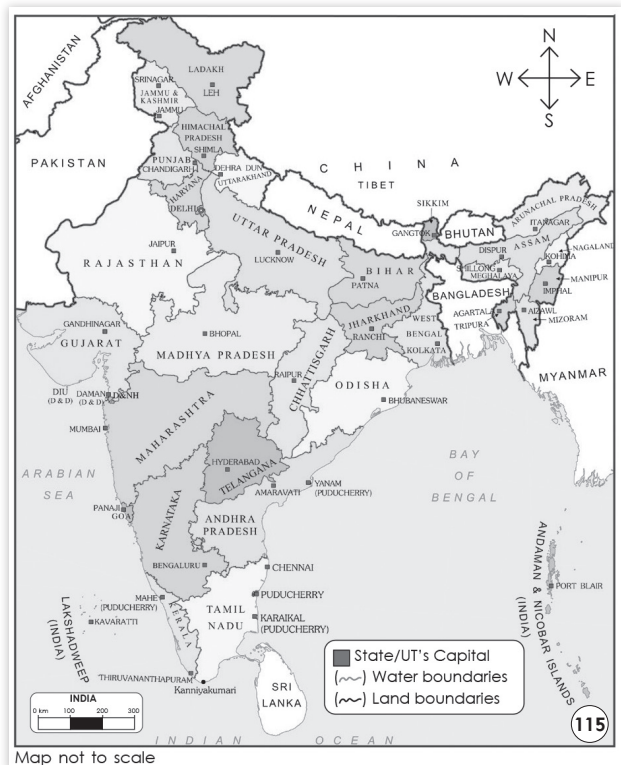 N
W E
S
AFGHANISTAN
PAKISTAN
LADAKH
LEH
SRINAGAR
JAMMU &
KASHMIR
JAMMU
HIMACHAL
PRADESH
SHIMLA
PUNJAB
CHANDIGARH
DEHRA DUN
UTTARAKHAND
HARYANA
DELHI
CHINA
TIBET
NEPAL
SIKKIM
GANGTOK
BHUTAN
ARUNACHAL PRADESH
ITANAGAR
ASSAM
DISPUR
NAGALAND
KOHIMA
SHILLONG
MEGHALAYA
MANIPUR
IMPHAL
BANGLADESH
AGARTALA
TRIPURA
AIZAWL
MIZORAM
MYANMAR
JAIPUR
RAJASTHAN
UTTAR PRADESH
LUCKNOW
BIHAR
PATNA
JHARKHAND
RANCHI
WEST
BENGAL
KOLKATA
GANDHINAGAR
GUJARAT
BHOPAL
MADHYA PRADESH
RAIPUR
CHHATTISGARH
ODISHA
BHUBANESWAR
DIU
(D & D)
DAMAN
(D & D)
D&NH
MUMBAI
MAHARASHTRA
HYDERABAD
TELANGANA
AMARAVATI
YANAM
(PUDUCHERRY)
ARABIAN
SEA
BAY
OF
BENGAL
PANAJI
GOA
KARNATAKA
ANDHRA
PRADESH
BENGALURU
CHENNAI
MAHE
(PUDUCHERRY)
PUDUCHERRY
KARAIKAL
(PUDUCHERRY)
TAMIL
NADU
KERALA
LAKSHADWEEP
(INDIA)
KAVARATTI
THIRUVANANTHAPURAM
Kanniyakumari
SRI
LANKA
ANDAMAN & NICOBAR ISLANDS
(INDIA)
PORT BLAIR
State/UT's Capital
( ) Water boundaries
( ) Land boundaries
INDIA
0 km 100 200 300
115
INDIAN OCEAN
Map not to scale